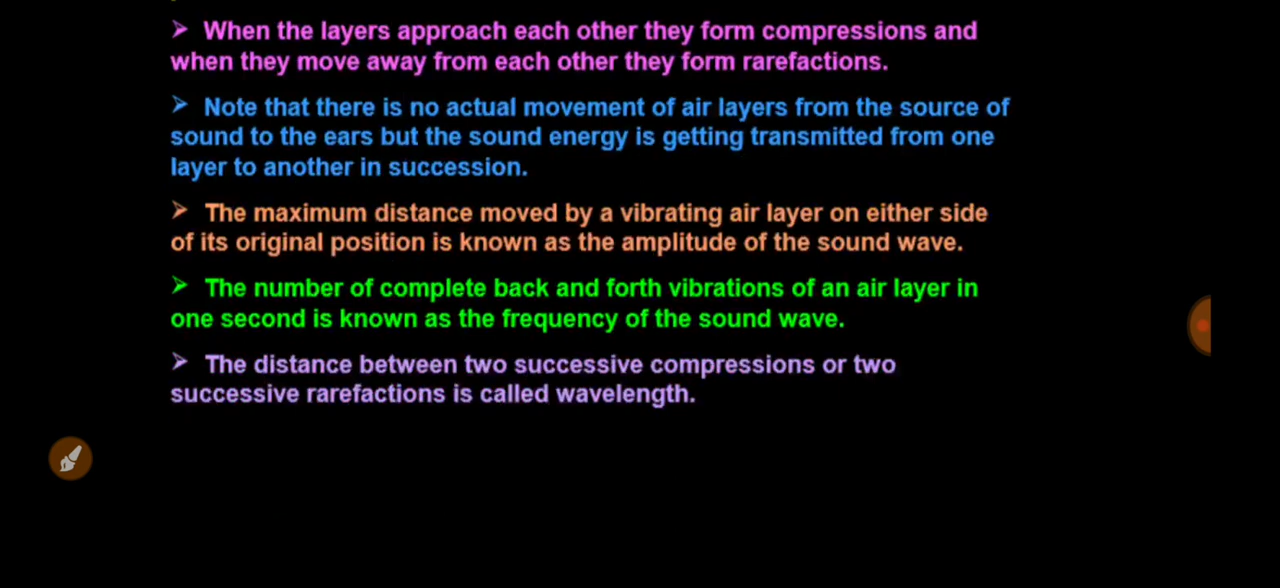 ➢ When the layers approach each other they form compressions and
when they move away from each other they form rarefactions.
➢ Note that there is no actual movement of air layers from the source of
sound to the ears but the sound energy is getting transmitted from one
layer to another in succession.
➢ The maximum distance moved by a vibrating air layer on either side
of its original position is known as the amplitude of the sound wave.
➢ The number of complete back and forth vibrations of an air layer in
one second is known as the frequency of the sound wave.
➢ The distance between two successive compressions or two
successive rarefactions is called wavelength.